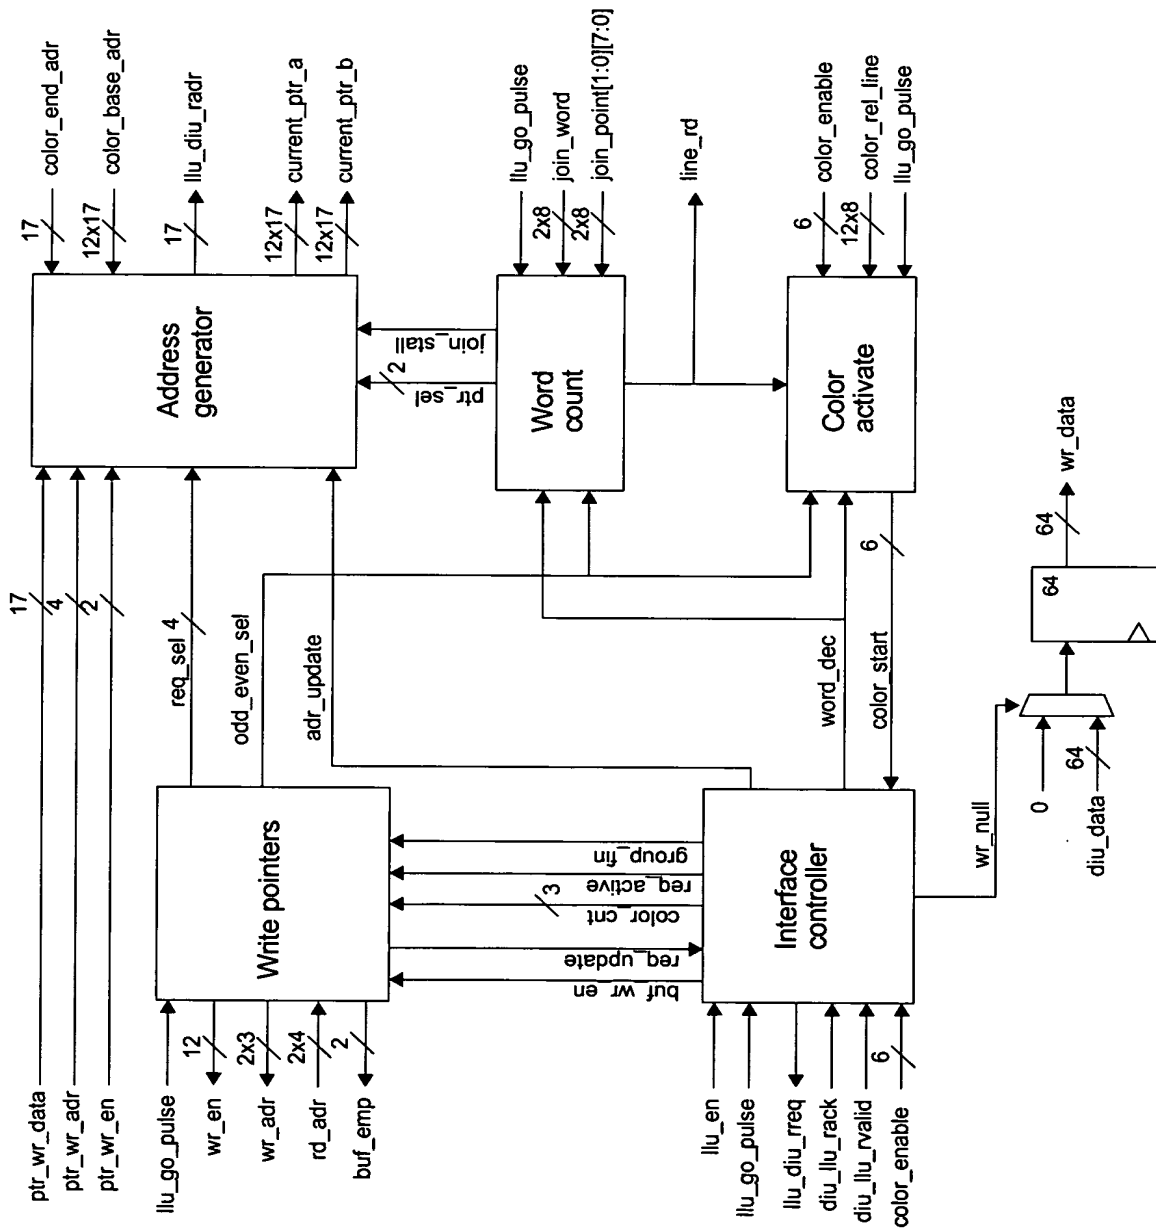 ptr_wr_data
17
ptr_wr_adr
4
ptr_wr_en
2
color_end_adr
17
color_base_adr
12x17
llu_diu_radr
17
current_ptr_a
12x17
current_ptr_b
12x17
Address
generator
req_sel
4
odd_even_sel
adr_update
join_stall
ptr_sel
2
Write pointers
llu_go_pulse
wr_en
12
wr_adr
2x3
rd_adr
2x4
buf_emp
2
group_fin
req_active
color_cnt
3
req_update
buf_wr_en
Word
count
llu_go_pulse
join_word
2x8
join_point[1:0][7:0]
2x8
line_rd
Color
activate
color_enable
6
color_rel_line
12x8
llu_go_pulse
word_dec
color_start
6
Interface
controller
llu_en
llu_go_pulse
llu_diu_rreq
diu_llu_rack
diu_llu_rvalid
color_enable
6
wr_null
0
diu_data
64
64
wr_data
64